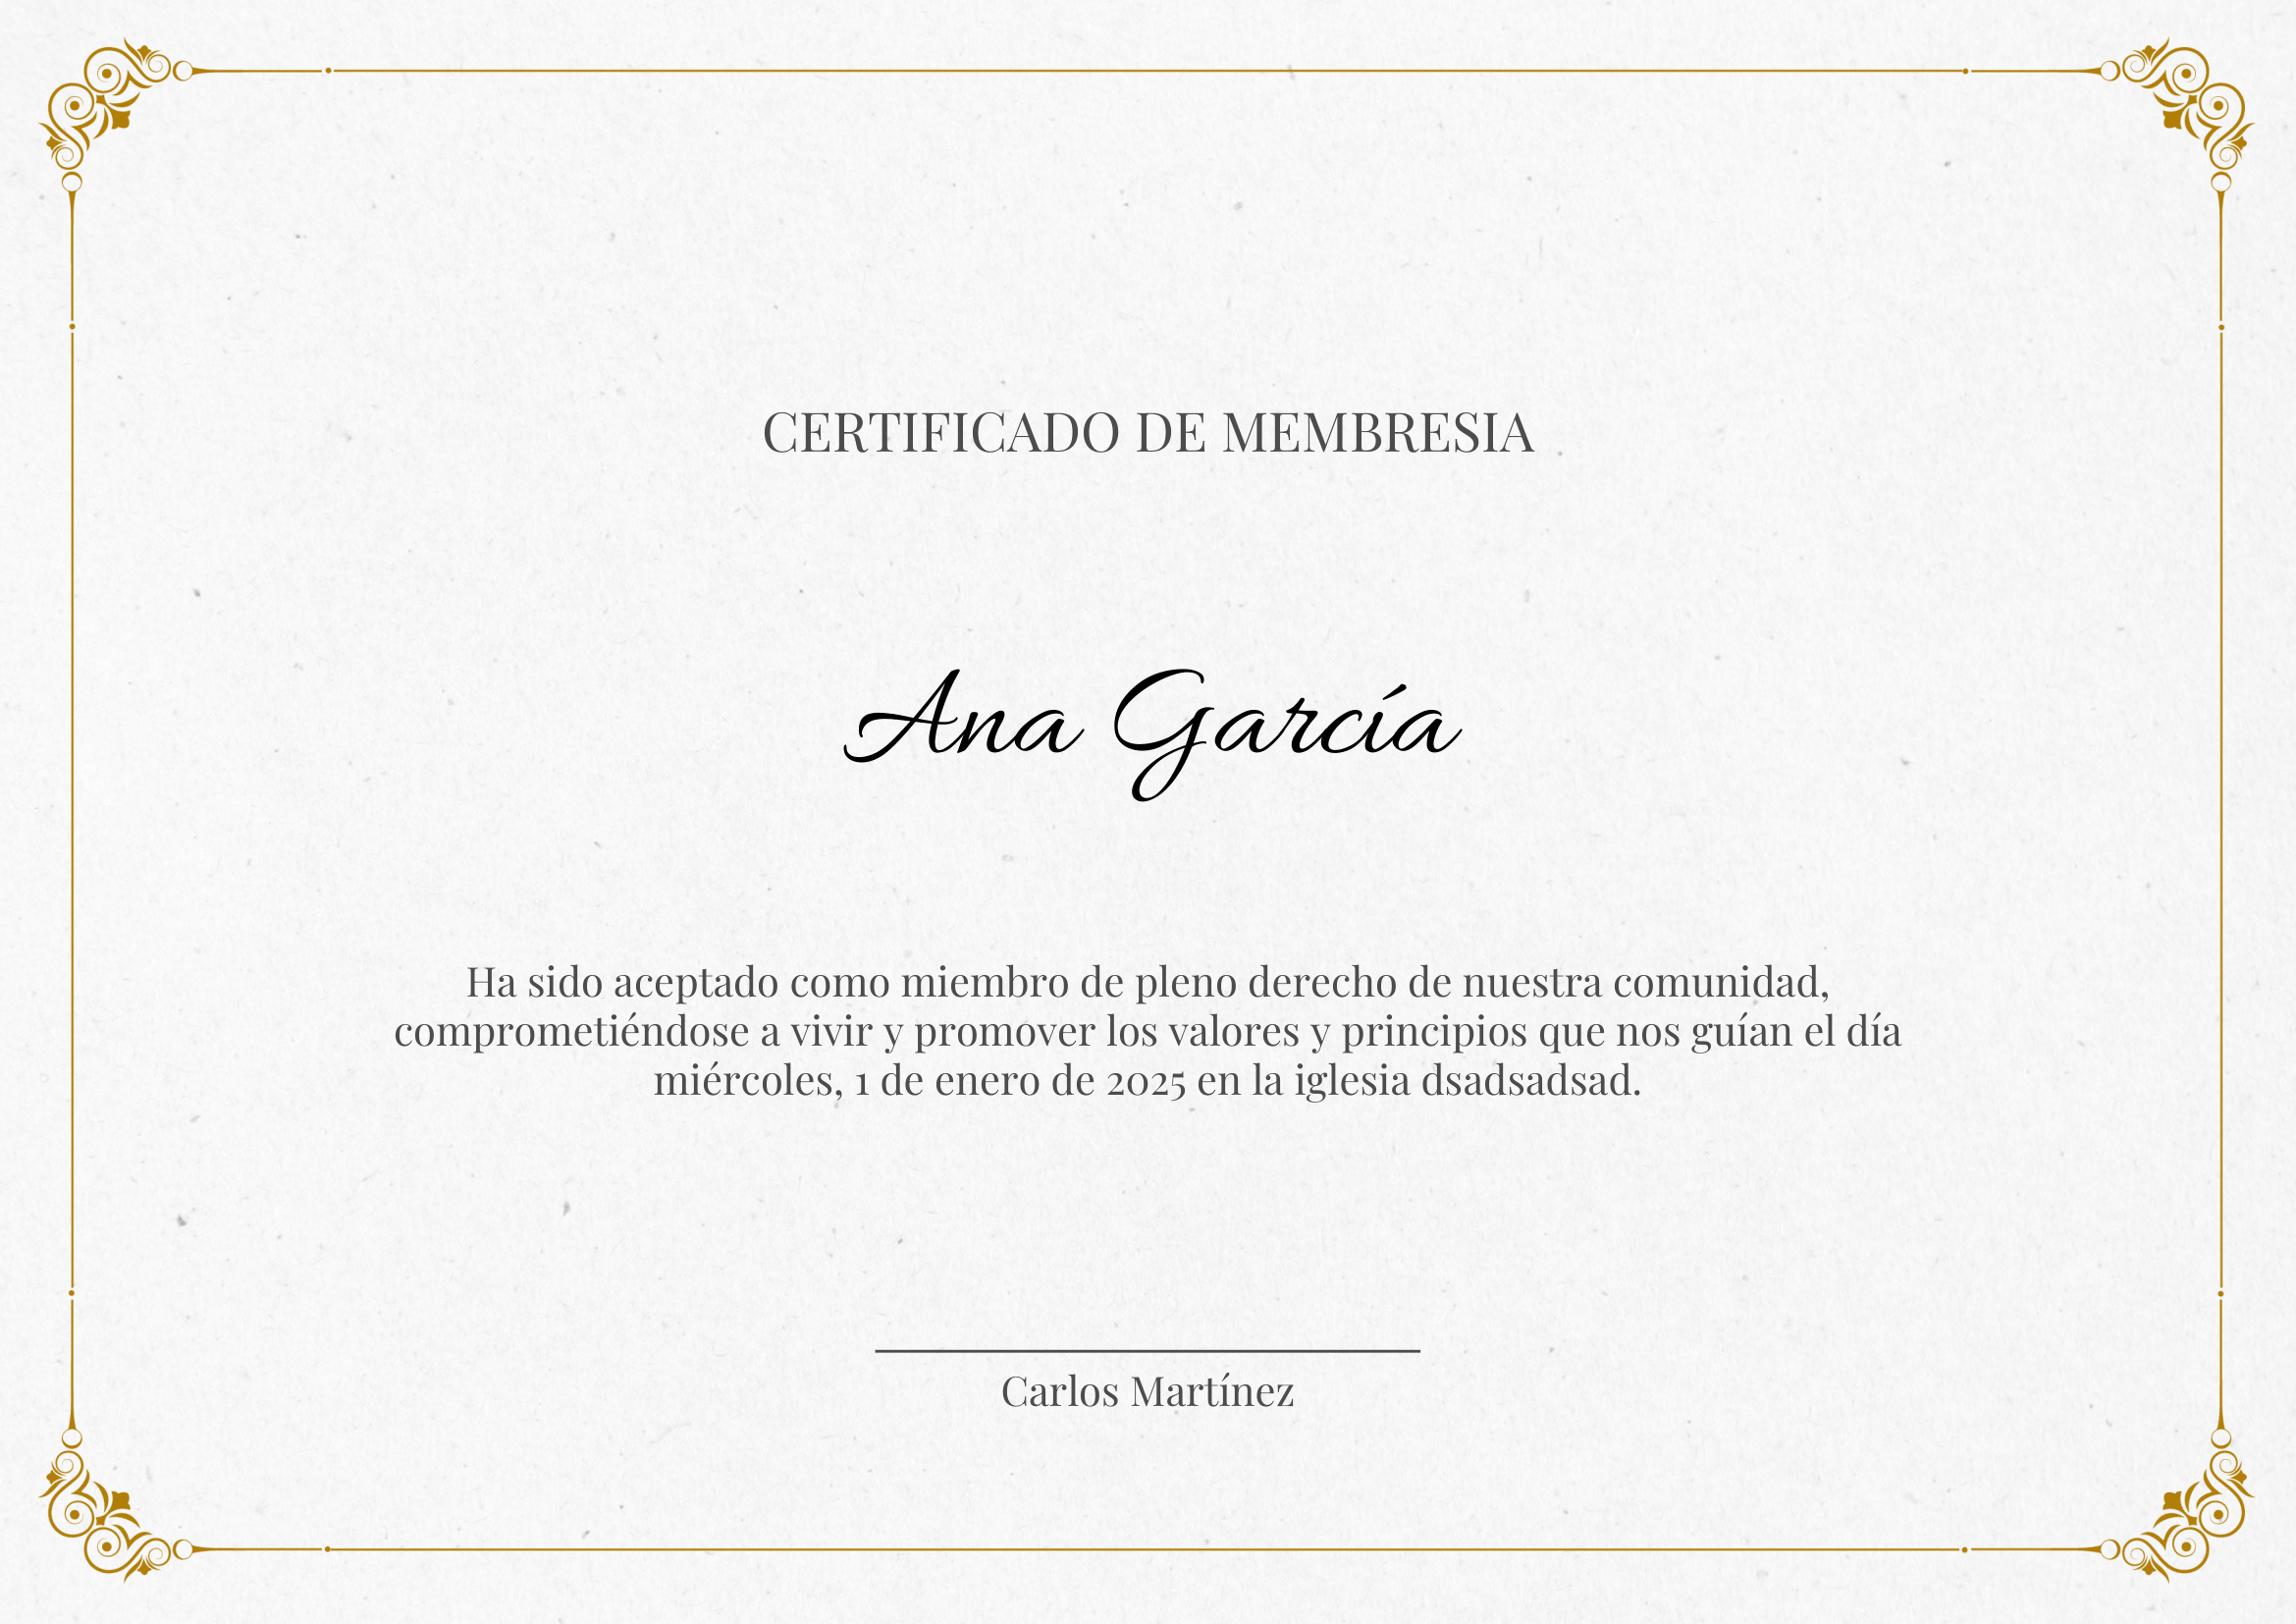 CERTIFICADO DE MEMBRESIA
Ana García
Ha sido aceptado como miembro de pleno derecho de nuestra comunidad,
comprometiéndose a vivir y promover los valores y principios que nos guían el día
miércoles, 1 de enero de 2025 en la iglesia dsadsadsad.
Carlos Martínez